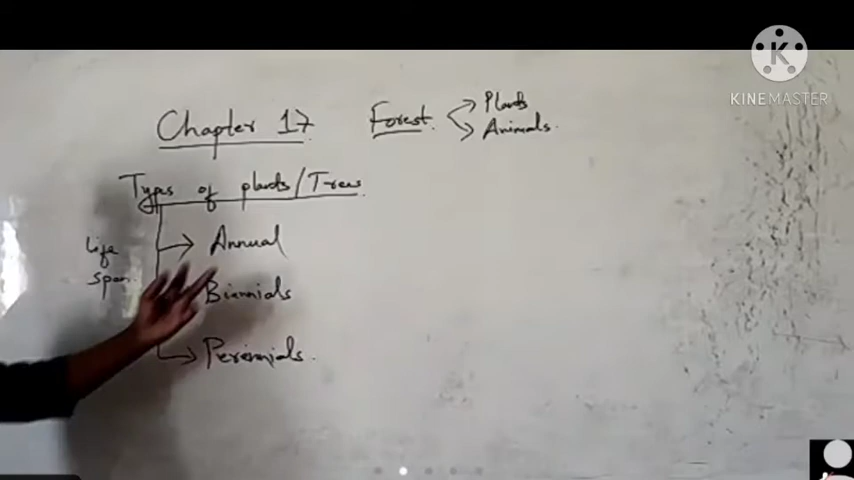 Chapter 17
Forest
Plants
Animals.
Types of plants/Trees
life
span
Annual
Biennials
Perennials.
K
KINEMASTER